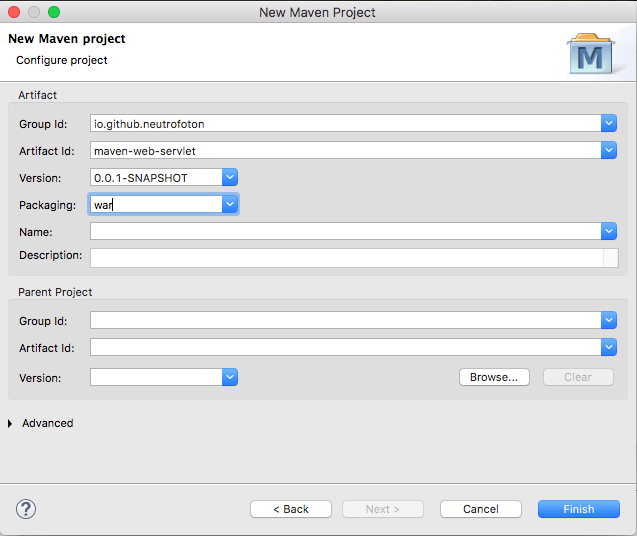 New Maven Project
New Maven project
Configure project
M
Artifact
Group Id: io.github.neutrofoton
Artifact Id: maven-web-servlet
Version: 0.0.1-SNAPSHOT
Packaging: war
Name:
Description:
Parent Project
Group Id:
Artifact Id:
Version: Browse... Clear
Advanced
? < Back Next > Cancel Finish